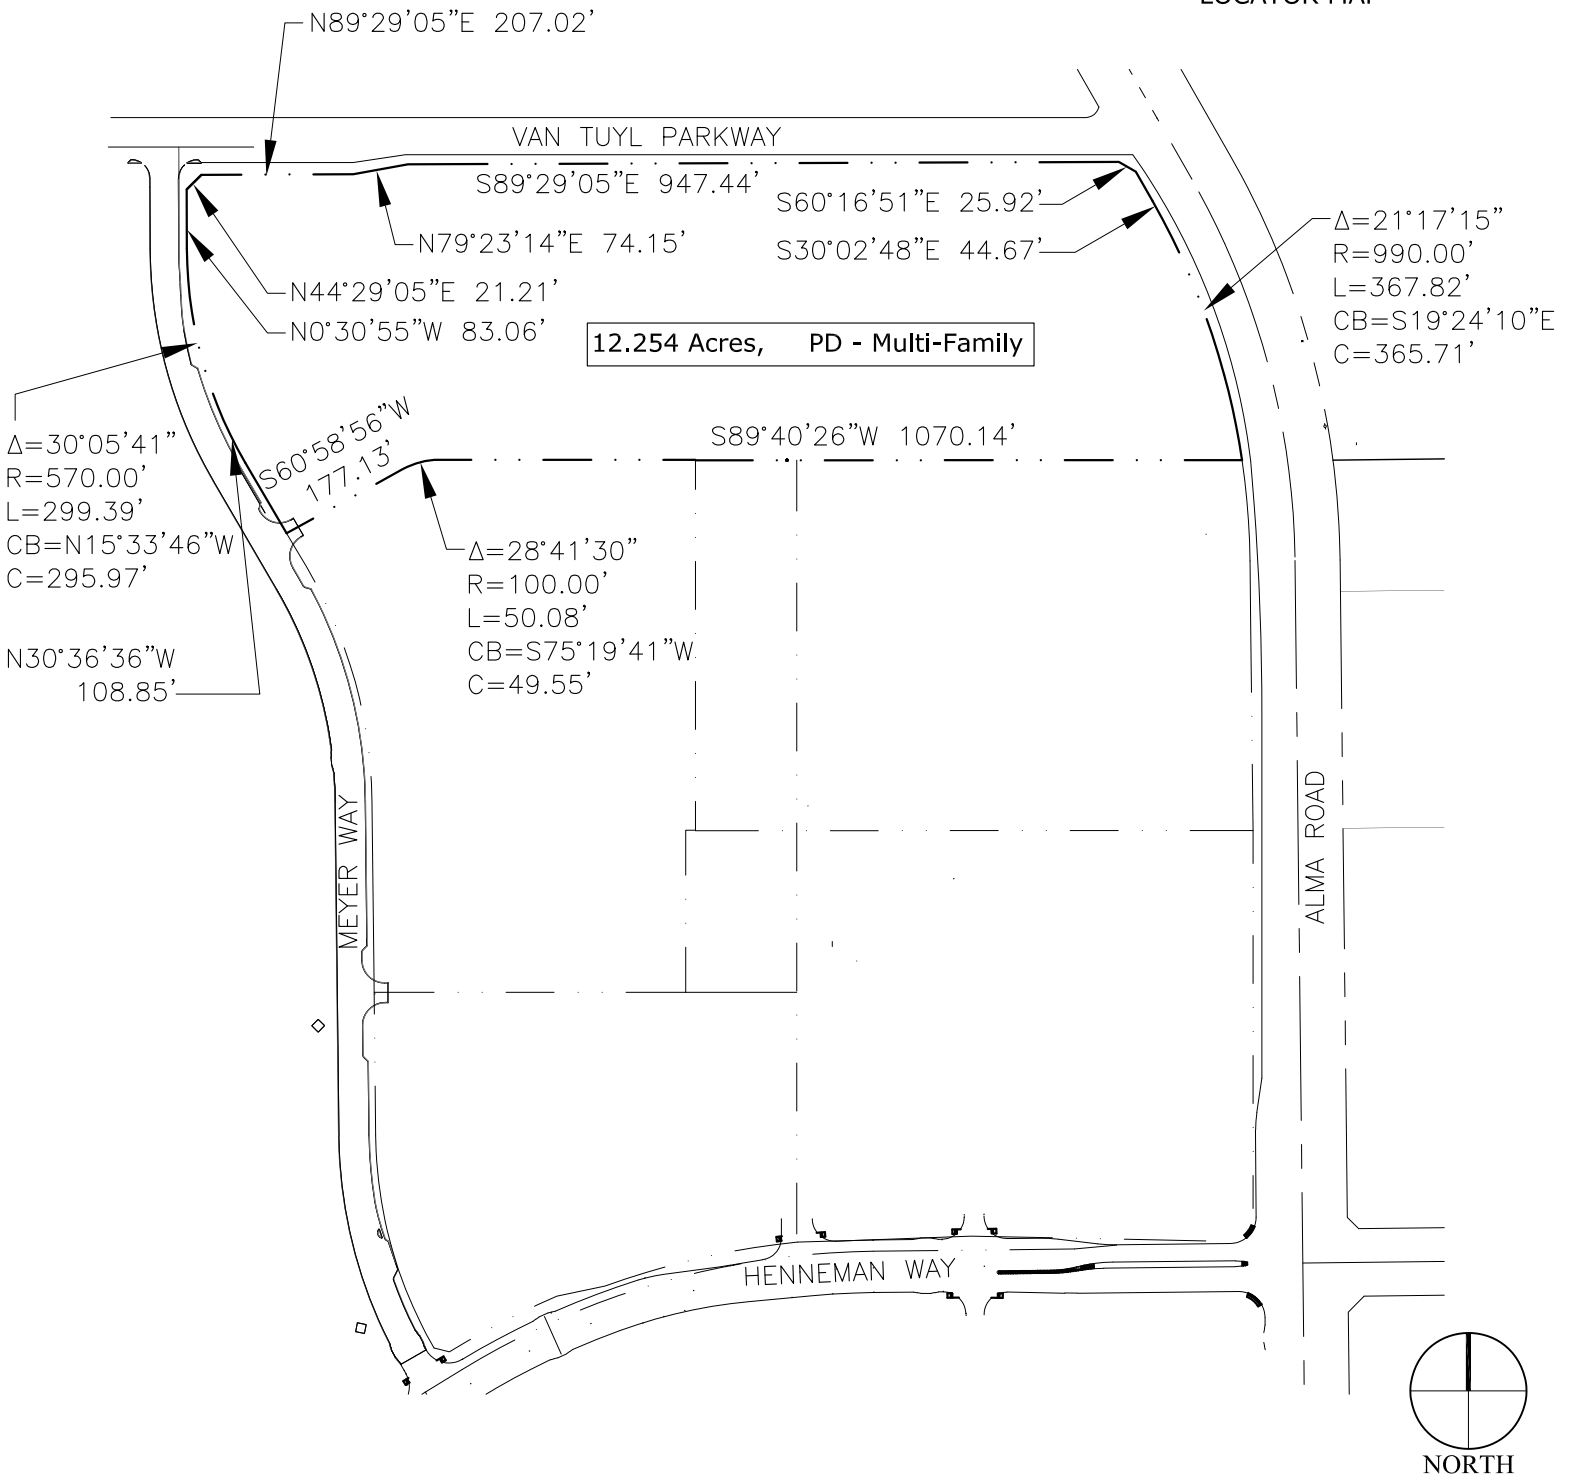 N89°29'05"E 207.02'
VAN TUYL PARKWAY
S89°29'05"E 947.44'
S60°16'51"E 25.92'
S30°02'48"E 44.67'
N79°23'14"E 74.15'
N44°29'05"E 21.21'
N0°30'55"W 83.06'
Δ=21°17'15"
R=990.00'
L=367.82'
CB=S19°24'10"E
C=365.71'
12.254 Acres, PD - Multi-Family
S60°58'56"W
177.13'
S89°40'26"W 1070.14'
Δ=30°05'41"
R=570.00'
L=299.39'
CB=N15°33'46"W
C=295.97'
Δ=28°41'30"
R=100.00'
L=50.08'
CB=S75°19'41"W
C=49.55'
N30°36'36"W
108.85'
MEYER WAY
ALMA ROAD
HENNEMAN WAY
NORTH